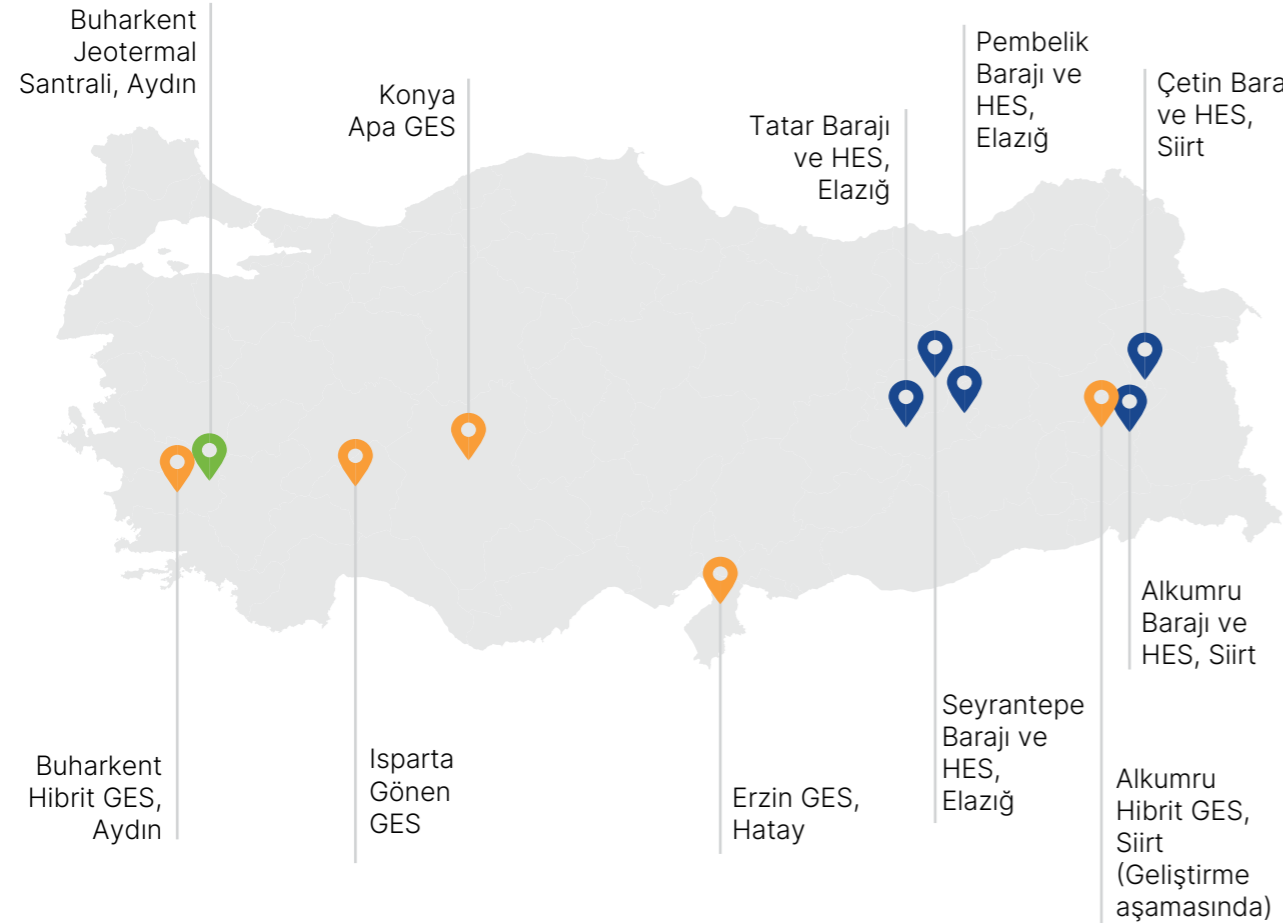 Buharkent
Jeotermal
Santrali, Aydın
Konya
Apa GES
Tatar Barajı
ve HES,
Elazığ
Pembelik
Barajı ve
HES,
Elazığ
Çetin Bara
ve HES,
Siirt
Buharkent
Hibrit GES,
Aydın
Isparta
Gönen
GES
Erzin GES,
Hatay
Seyrantepe
Barajı ve
HES,
Elazığ
Alkumru
Barajı ve
HES, Siirt
Alkumru
Hibrit GES,
Siirt
(Geliştirme
aşamasında)